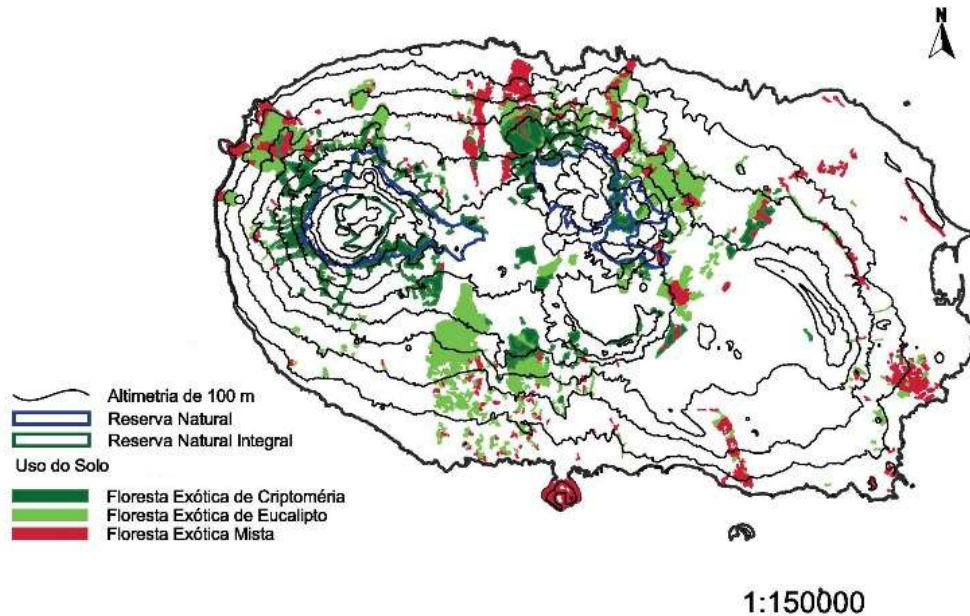 N
Altimetria de 100 m
Reserva Natural
Reserva Natural Integral
Uso do Solo
Floresta Exótica de Criptoméria
Floresta Exótica de Eucalipto
Floresta Exótica Mista
1:150000